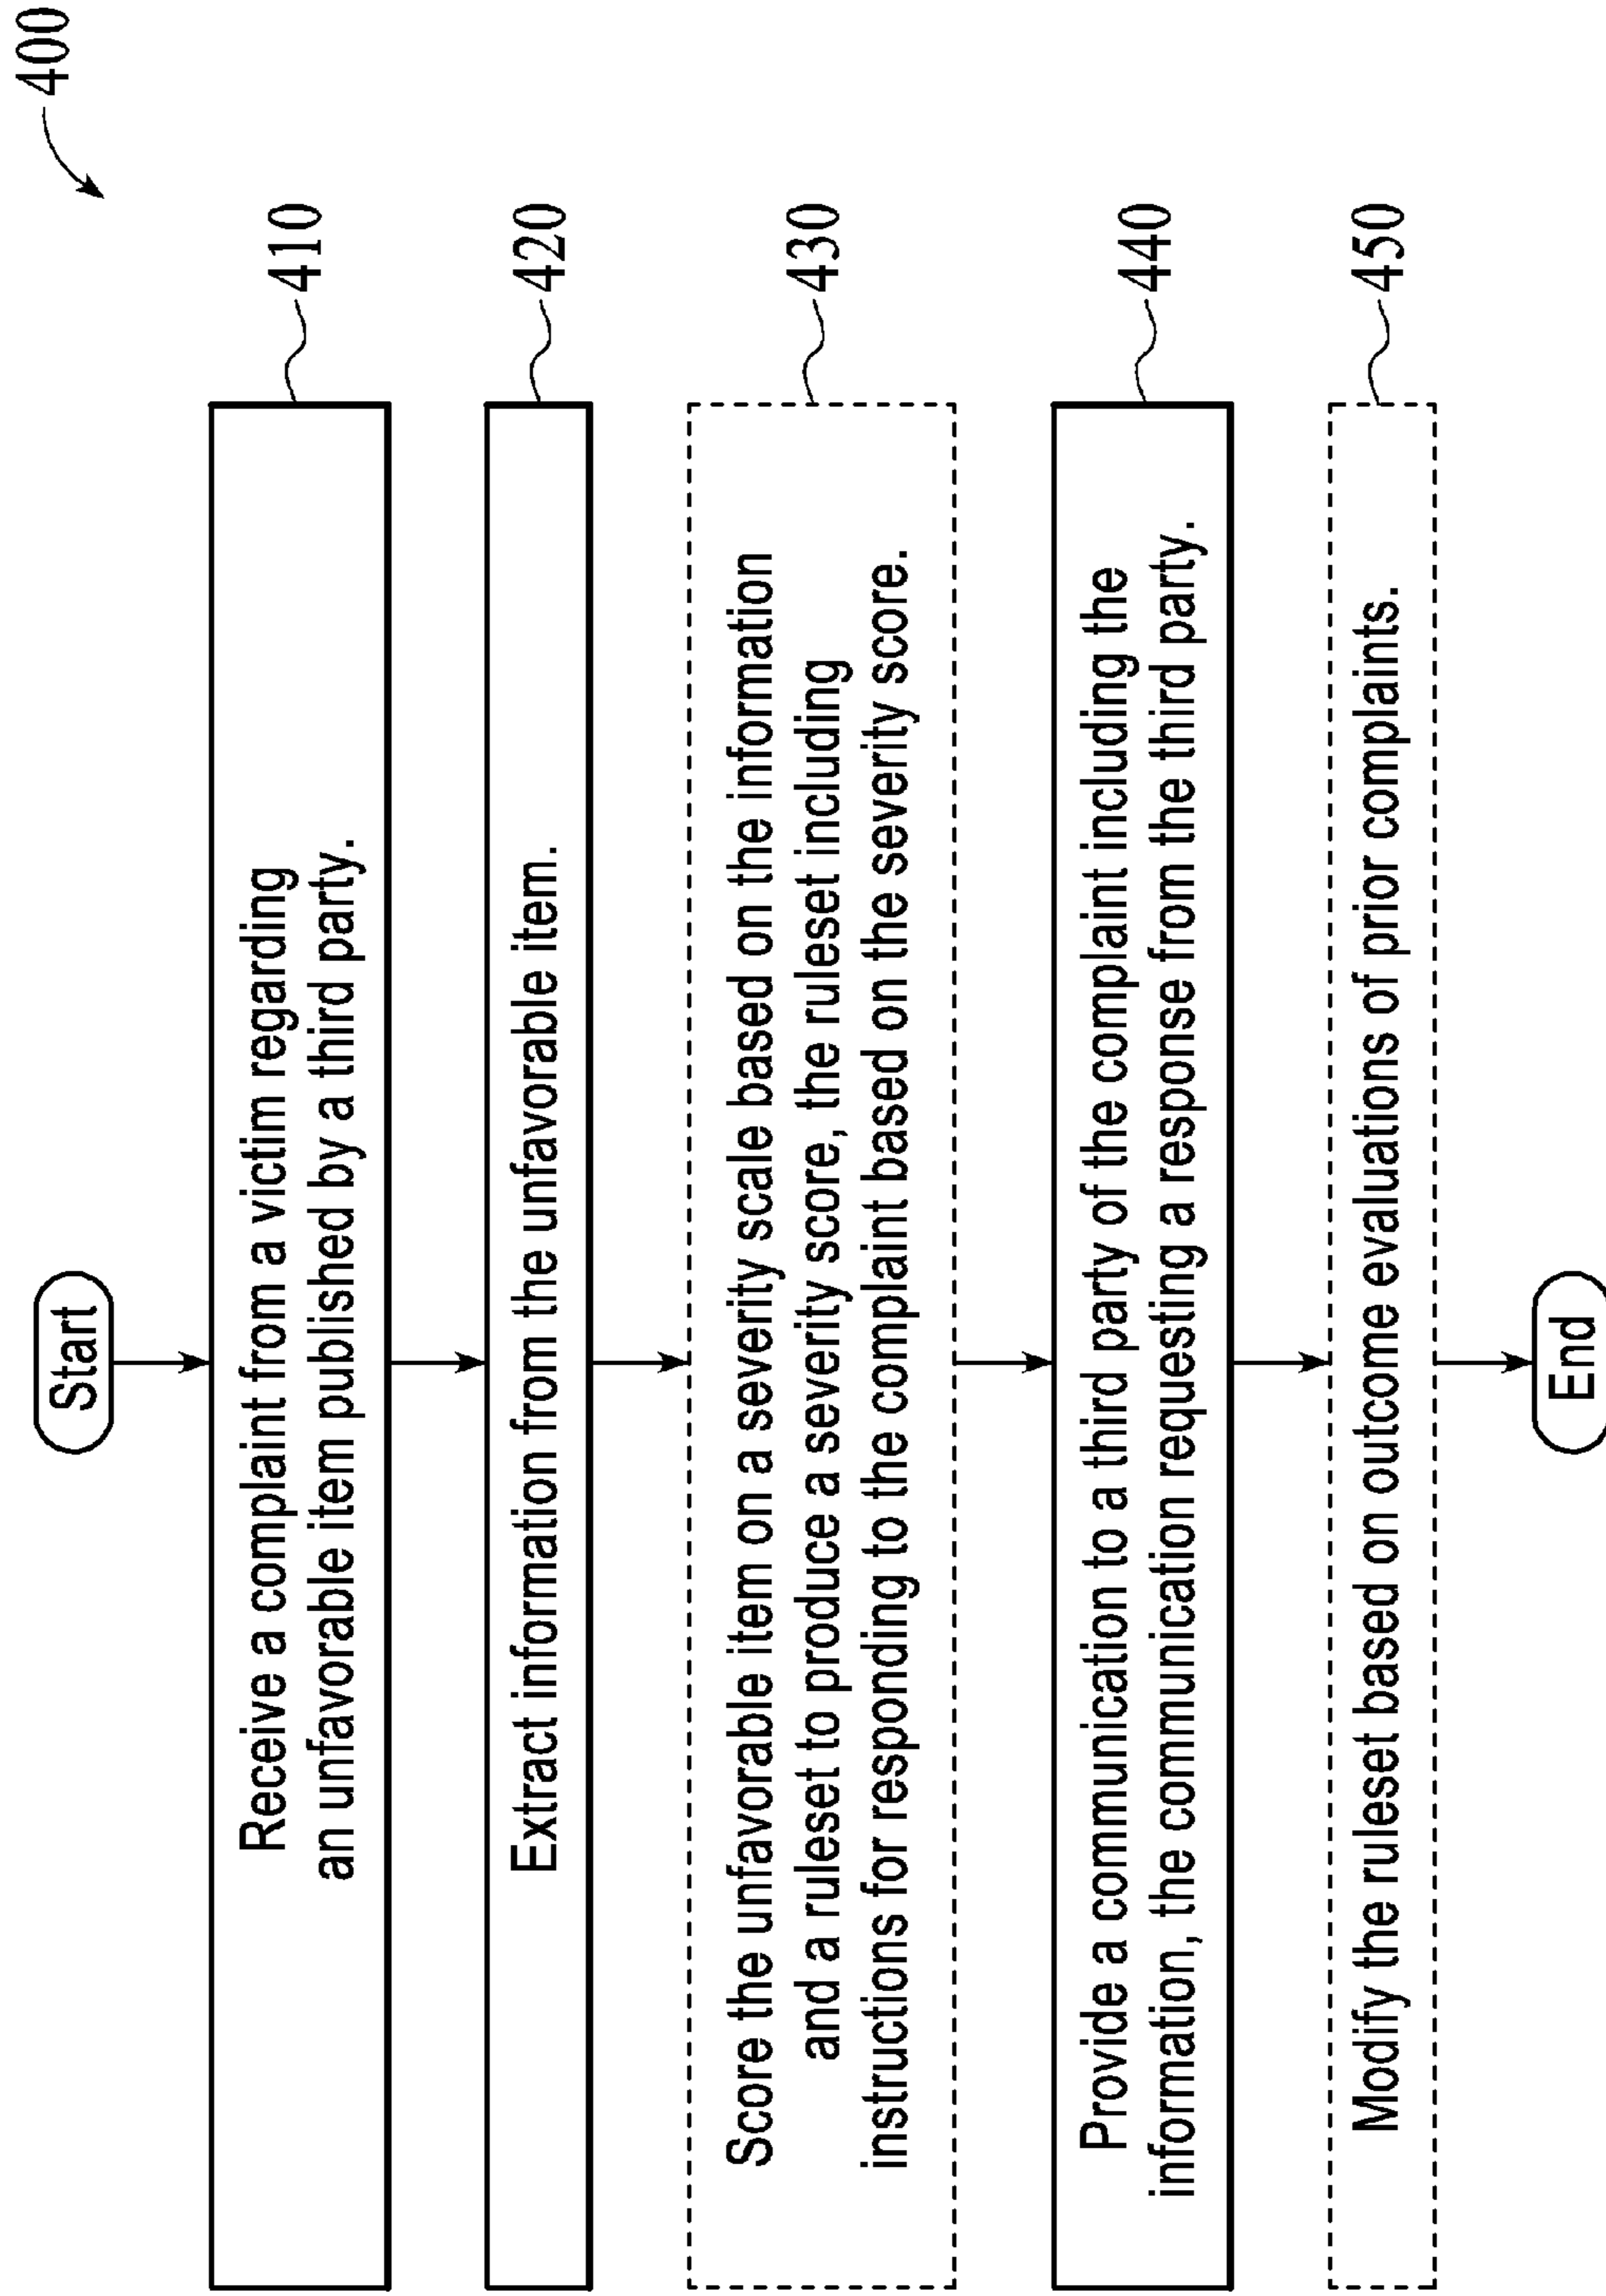 400
Start
Receive a complaint from a victim regarding
an unfavorable item published by a third party.
410
Extract information from the unfavorable item.
420
Score the unfavorable item on a severity scale based on the information
and a ruleset to produce a severity score, the ruleset including
instructions for responding to the complaint based on the severity score.
430
Provide a communication to a third party of the complaint including the
information, the communication requesting a response from the third party.
440
Modify the ruleset based on outcome evaluations of prior complaints.
450
End